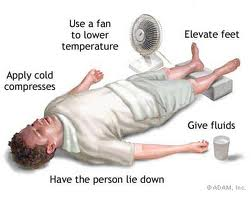 Use a fan
to lower
temperature
Elevate feet
Apply cold
compresses
Give fluids
Have the person lie down
© ADAM, Inc.